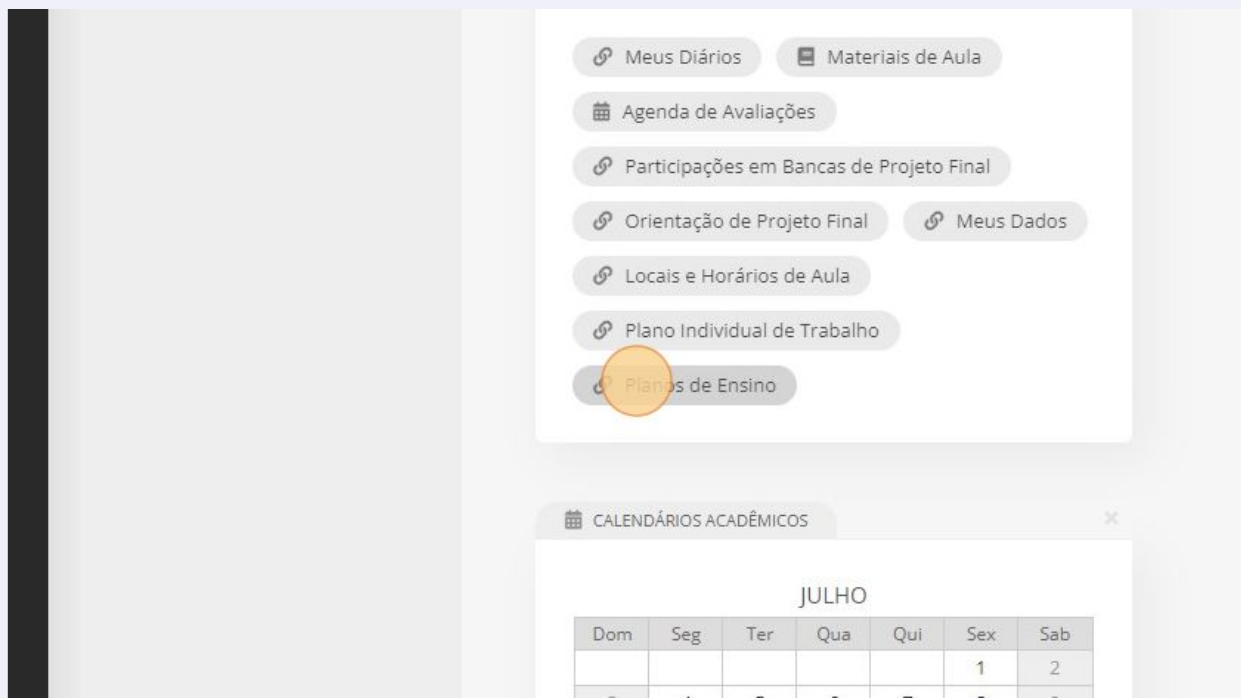 Meus Diários Materiais de Aula
Agenda de Avaliações
Participações em Bancas de Projeto Final
Orientação de Projeto Final Meus Dados
Locais e Horários de Aula
Plano Individual de Trabalho
Planos de Ensino
CALENDÁRIOS ACADÊMICOS
JULHO
Dom Seg Ter Qua Qui Sex Sab
1 2